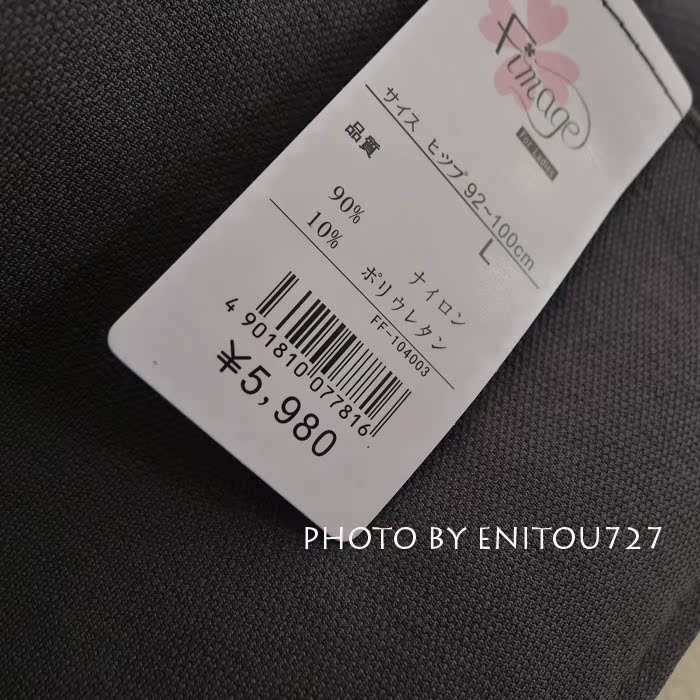 Fimage
For Ladies
サイズ ヒップ 92~100cm
L
品質
90% ナイロン
10% ポリウレタン
FF-104003
4 901810 077816
¥5,980
PHOTO BY ENITOU727